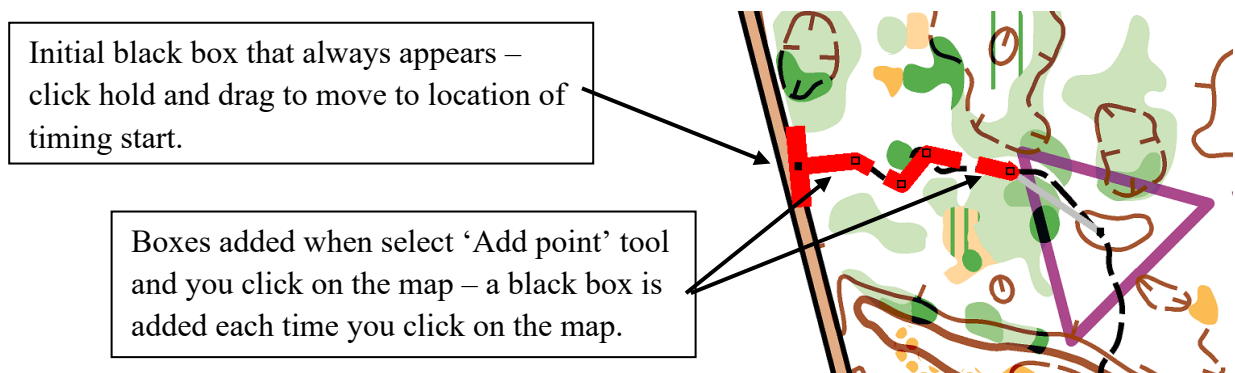 Initial black box that always appears –
click hold and drag to move to location of
timing start.
Boxes added when select ‘Add point’ tool
and you click on the map – a black box is
added each time you click on the map.